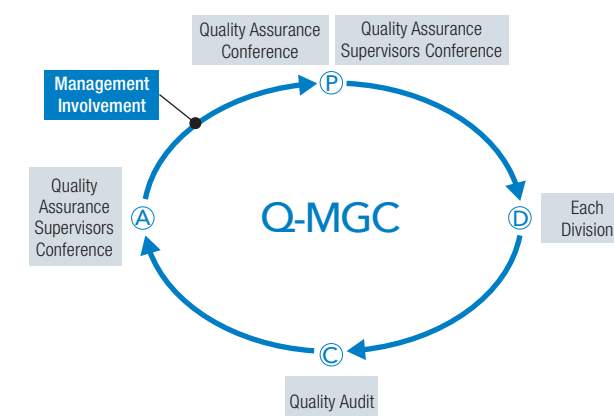 Quality Assurance
Conference
Quality Assurance
Supervisors Conference
P
Management
Involvement
Quality
Assurance
Supervisors
Conference
A
Q-MGC
D
Each
Division
C
Quality Audit